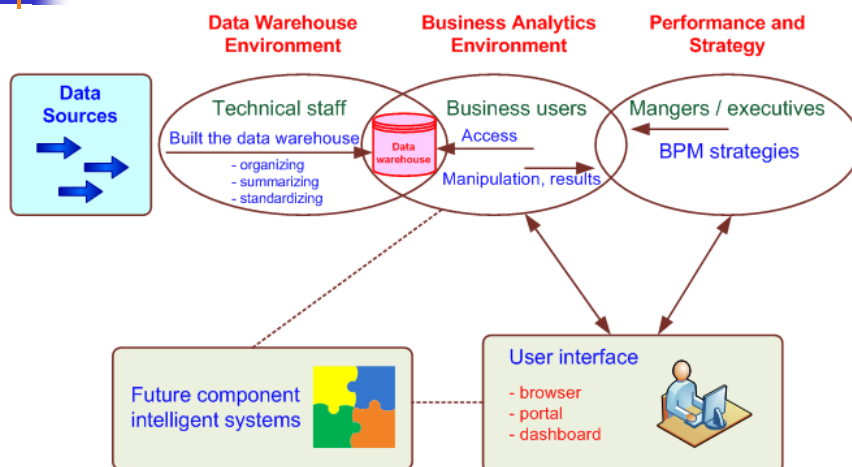 Data Warehouse
Environment
Business Analytics
Environment
Performance and
Strategy
Data
Sources
Technical staff
Built the data warehouse
- organizing
- summarizing
- standardizing
Data
warehouse
Business users
Access
Manipulation, results
Mangers / executives
BPM strategies
Future component
intelligent systems
User interface
- browser
- portal
- dashboard